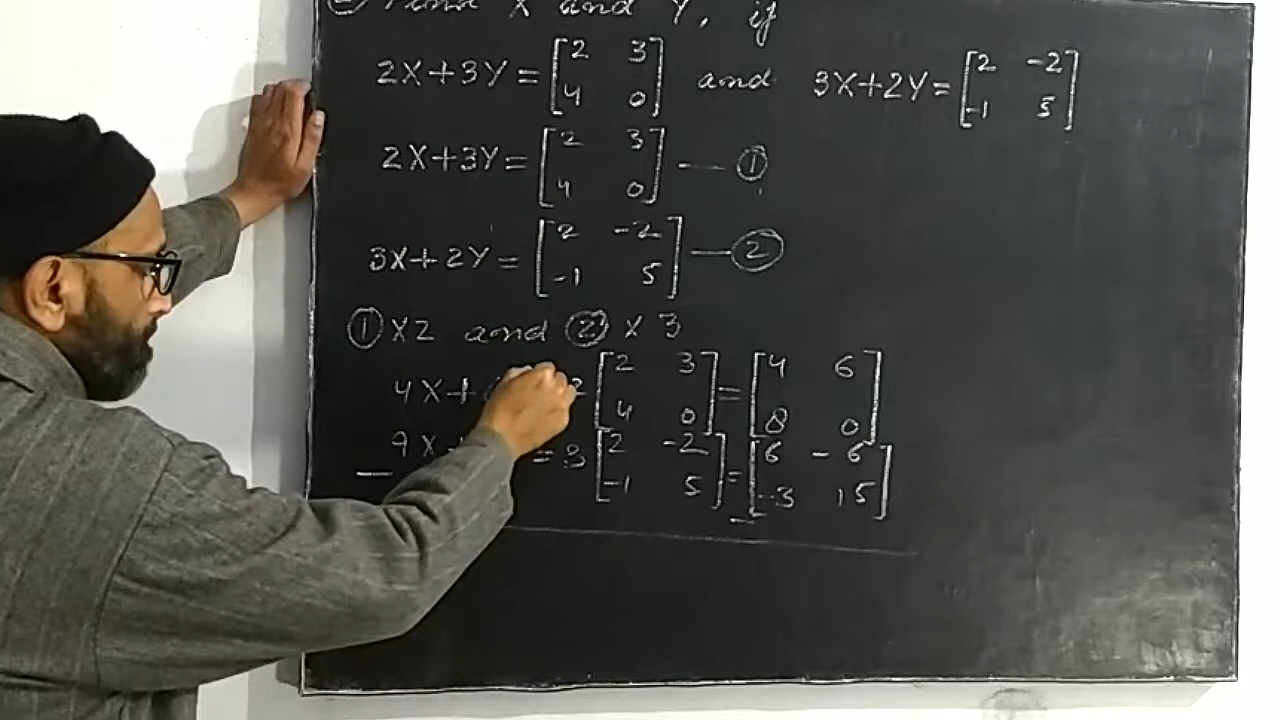 ② Find X and Y, if
2X+3Y = [2 3 4 0] and 3X+2Y = [2 -2 -1 5]
2X+3Y = [2 3 4 0] — ①
3X+2Y = [2 -2 -1 5] — ②
① X2 and ② X 3
4X+ [2 3 4 0] = [4 6 8 0]
9X = 3 [2 -2 -1 5] = [6 -6 -3 15]